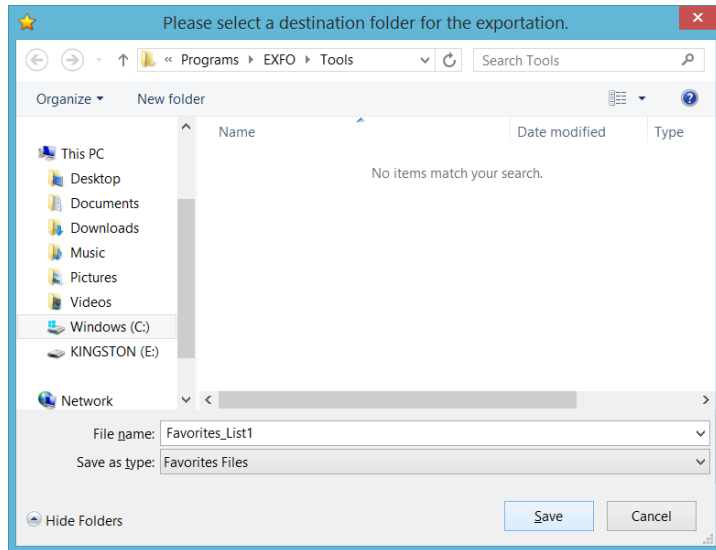 Please select a destination folder for the exportation.
« Programs EXFO Tools Search Tools
Organize New folder
Name Date modified Type
No items match your search.
This PC
Desktop
Documents
Downloads
Music
Pictures
Videos
Windows (C:)
KINGSTON (E:)
Network
File name: Favorites_List1
Save as type: Favorites Files
Hide Folders Save Cancel